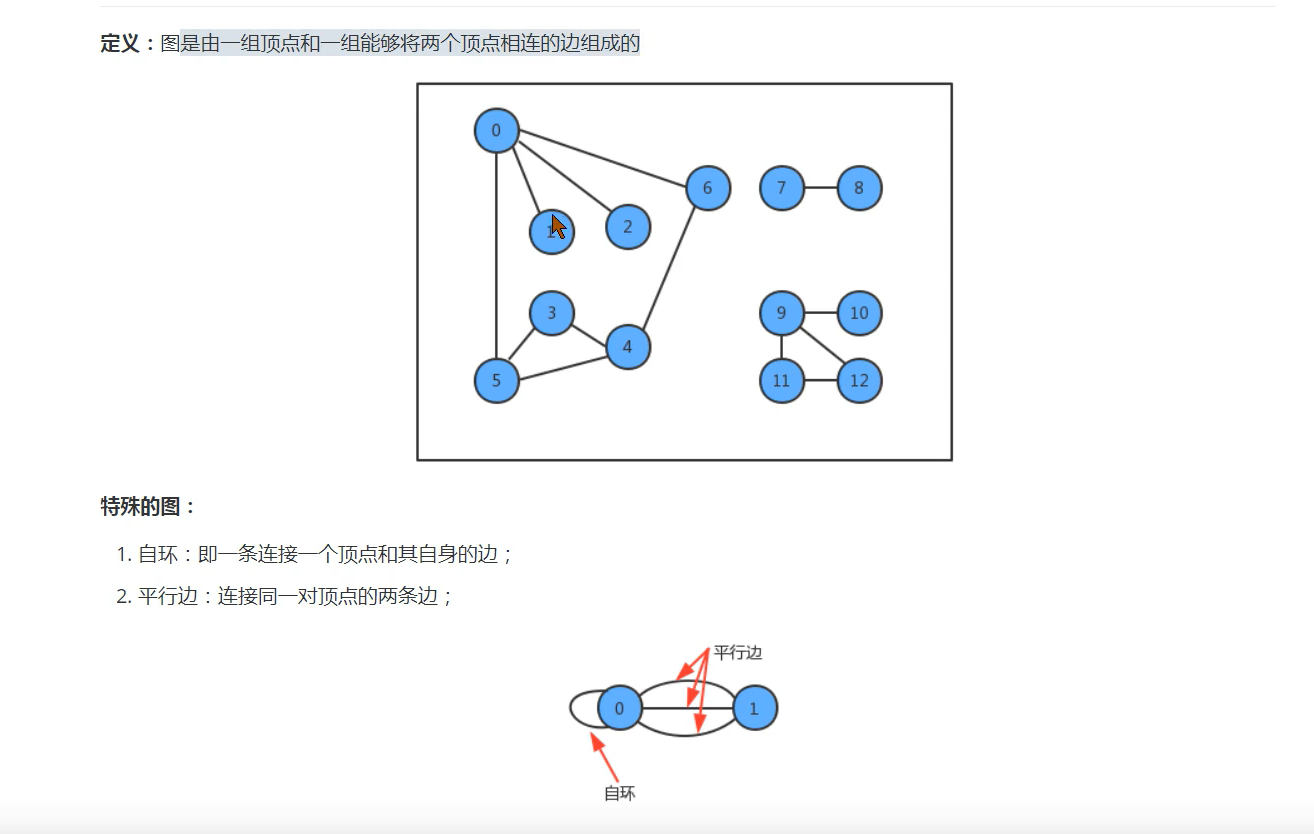 定义：图是由一组顶点和一组能够将两个顶点相连的边组成的
0
6
7
8
1
2
3
9
10
4
5
11
12
特殊的图：
1. 自环：即一条连接一个顶点和其自身的边；
2. 平行边：连接同一对顶点的两条边；
平行边
0
1
自环